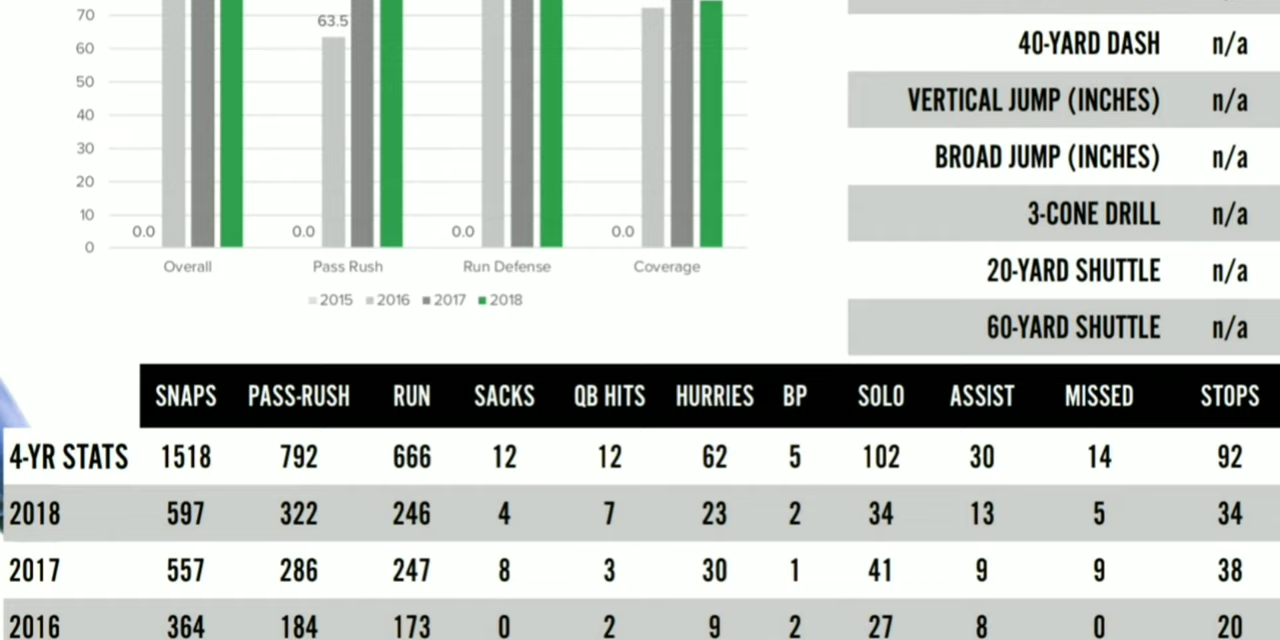 70
63.5
60
50
40
30
20
10
0.0 0.0 0.0 0.0
0
Overall Pass Rush Run Defense Coverage
2015 2016 2017 2018
40-YARD DASH n/a
VERTICAL JUMP (INCHES) n/a
BROAD JUMP (INCHES) n/a
3-CONE DRILL n/a
20-YARD SHUTTLE n/a
60-YARD SHUTTLE n/a
SNAPS PASS-RUSH RUN SACKS QB HITS HURRIES BP SOLO ASSIST MISSED STOPS
4-YR STATS 1518 792 666 12 12 62 5 102 30 14 92
2018 597 322 246 4 7 23 2 34 13 5 34
2017 557 286 247 8 3 30 1 41 9 9 38
2016 364 184 173 0 2 9 2 27 8 0 20